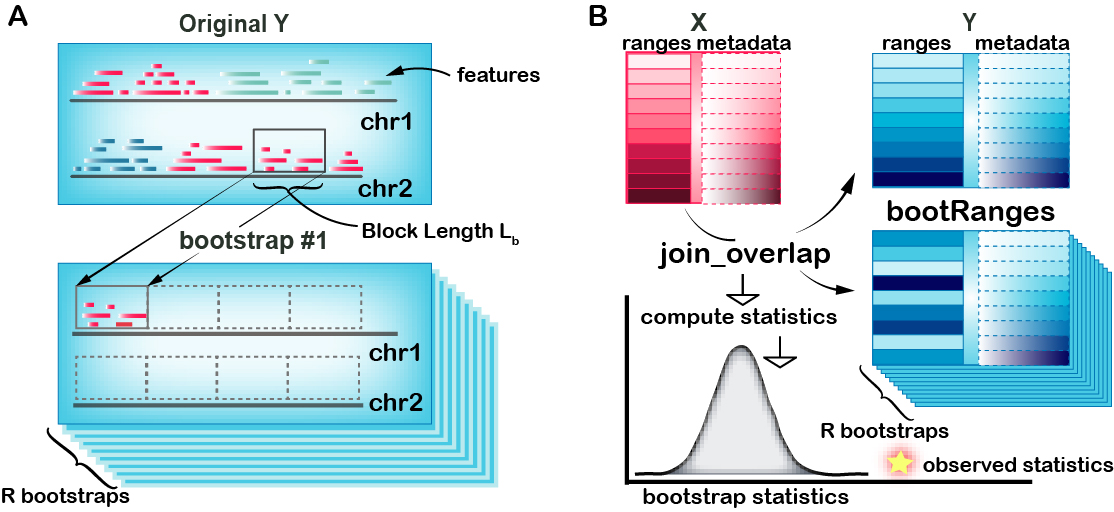 A
Original Y
features
chr1
chr2
Block Length Lb
bootstrap #1
chr1
chr2
R bootstraps
B
X
ranges metadata
Y
ranges metadata
bootRanges
join_overlap
compute statistics
R bootstraps
observed statistics
bootstrap statistics